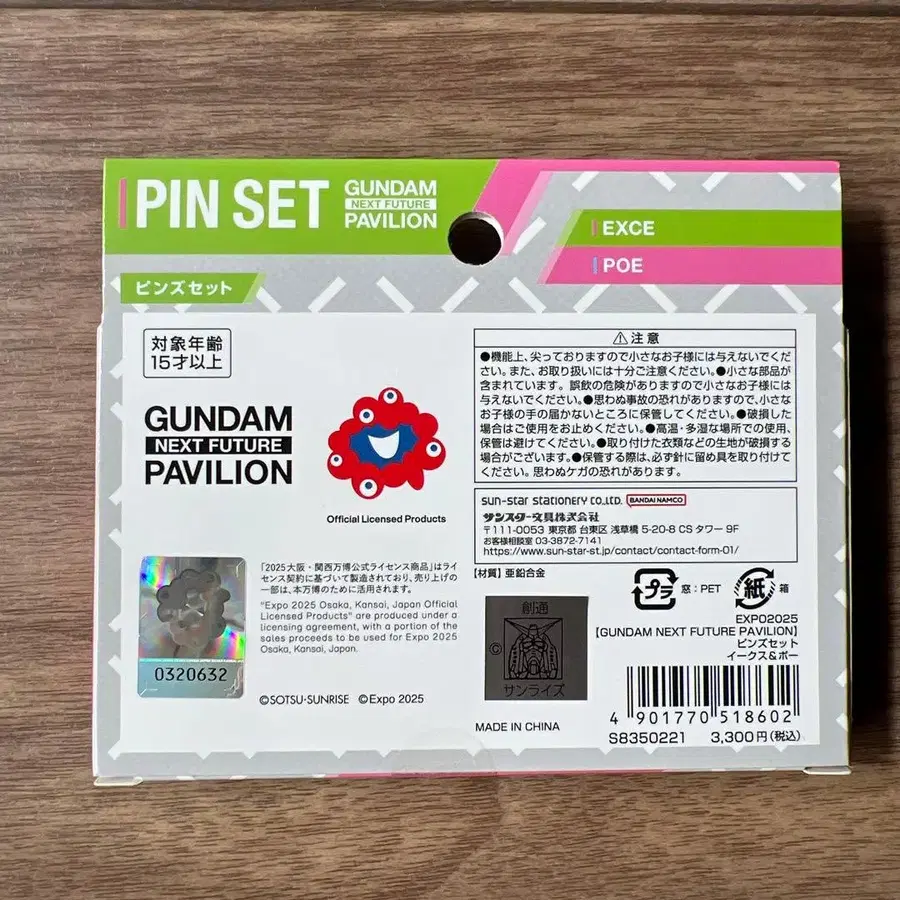 PIN SET
GUNDAM
NEXT FUTURE
PAVILION
EXCE
POE
ピンズセット
対象年齢
15才以上
GUNDAM
NEXT FUTURE
PAVILION
Official Licensed Products
「2025大阪・関西万博公式ライセンス商品」はライ
センス契約に基づいて製造されており、売り上げの
一部は、本万博のために活用されます。
"Expo 2025 Osaka, Kansai, Japan Official
Licensed Products" are produced under a
licensing agreement, with a portion of the
sales proceeds to be used for Expo 2025
Osaka, Kansai, Japan.
0320632
©SOTSU・SUNRISE ©Expo 2025
⚠注意
●機能上、尖っておりますので小さなお子様には与えないでくだ
さい。また、お取り扱いには十分ご注意ください。●小さな部品が
含まれています。誤飲の危険がありますので小さなお子様には
与えないでください。●思わぬ事故の恐れがありますので、小さ
なお子様の手の届かないところに保管してください。●破損した
場合はご使用をお止めください。●高温・多湿な場所での使用、
保管は避けてください。●取り付けた衣類などの生地が破損する
場合がございます。●保管する際は、必ず針に留め具を取り付けて
ください。思わぬケガの恐れがあります。
sun-star STATIONERY CO.,LTD. BANDAI NAMCO
サンスター文具株式会社
〒111-0053 東京都 台東区 浅草橋 5-20-8 CS タワー 9F
お客様相談室 03-3872-7141
https://www.sun-star-st.jp/contact/contact-form-01/
【材質】亜鉛合金
プラ 窓:PET 紙 箱
創通
©
サンライズ
EXPO2025
【GUNDAM NEXT FUTURE PAVILION】
ピンズセット
イークス&ポー
4 901770 518602
MADE IN CHINA
S8350221 3,300円(税込)